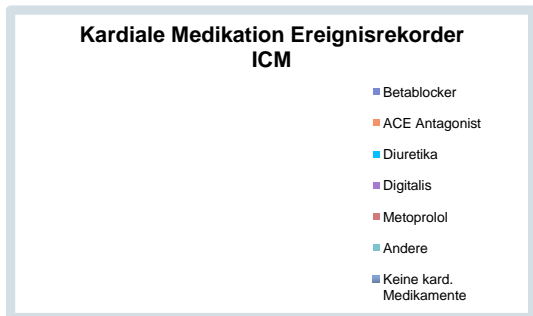 Kardiale Medikation Ereignisrekorder
ICM
Betablocker
ACE Antagonist
Diuretika
Digitalis
Metoprolol
Andere
Keine kard.
Medikamente